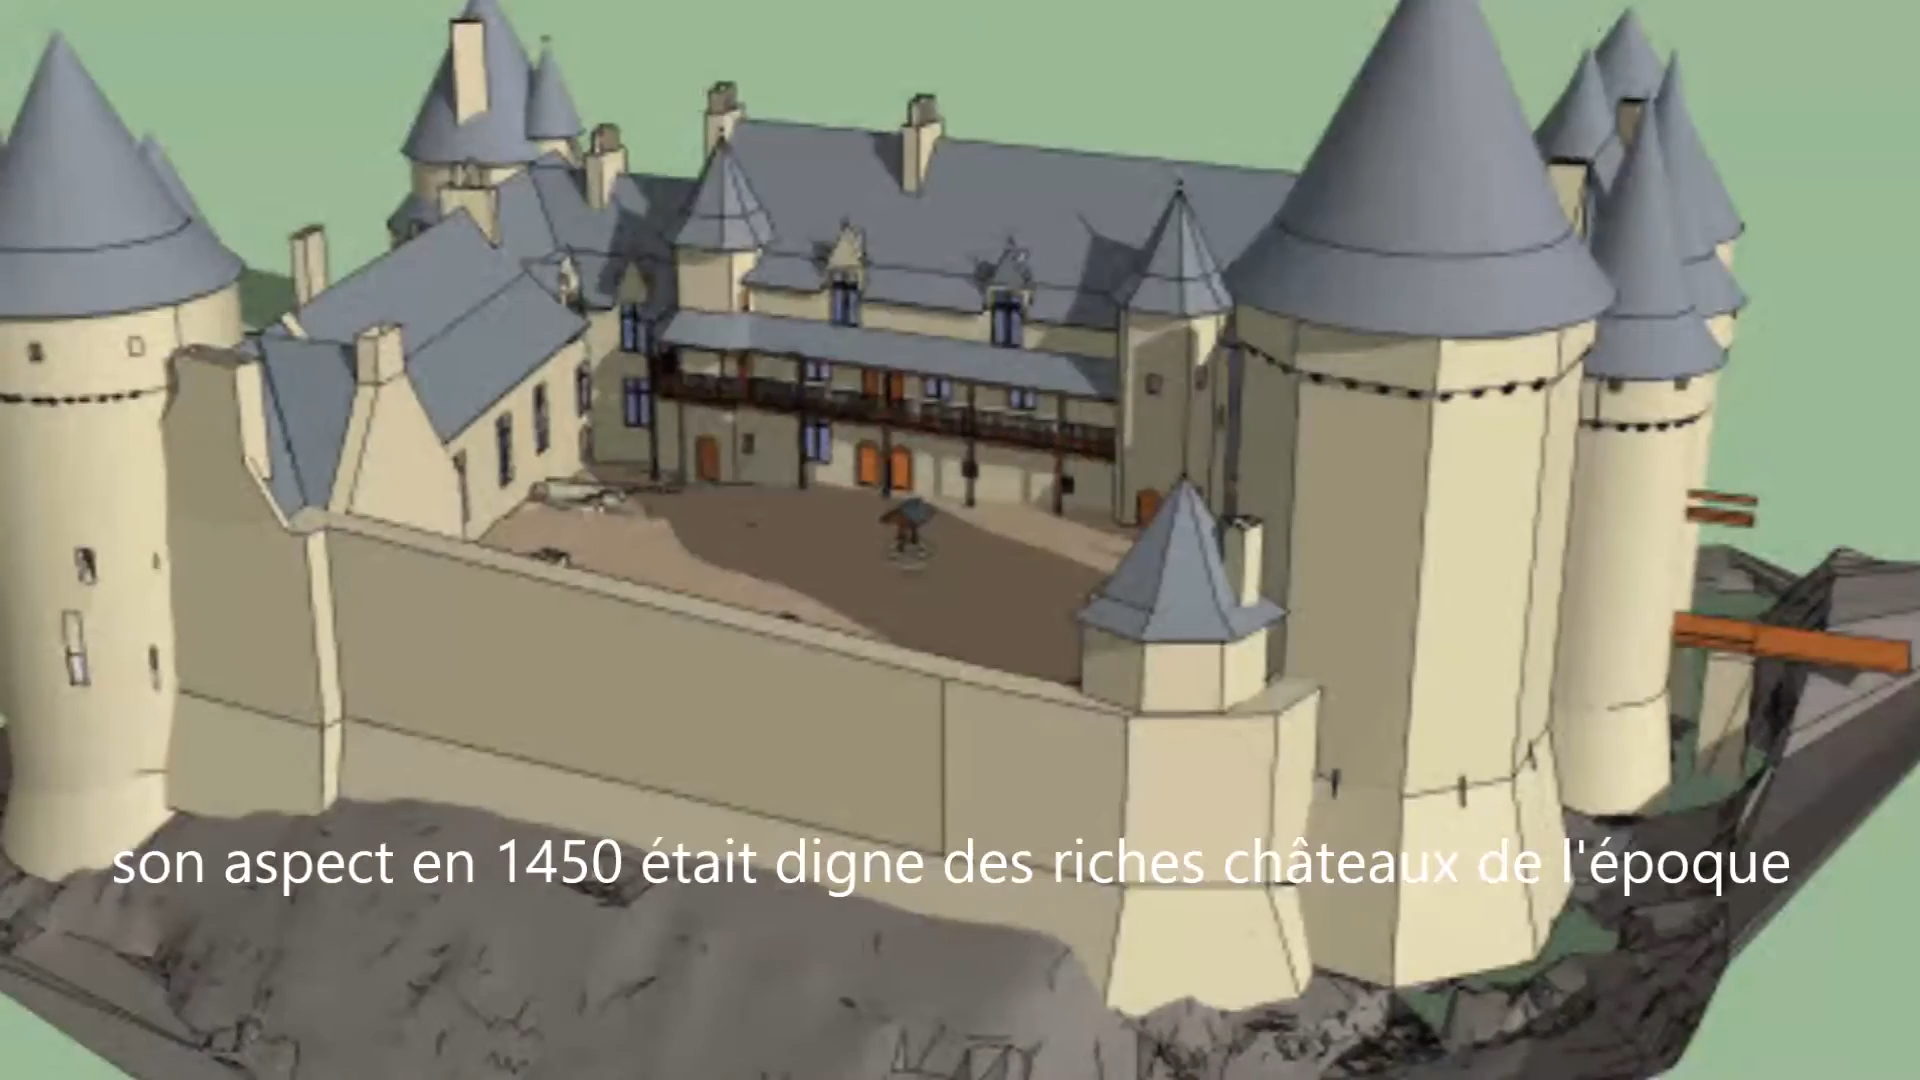 son aspect en 1450 était digne des riches châteaux de l'époque